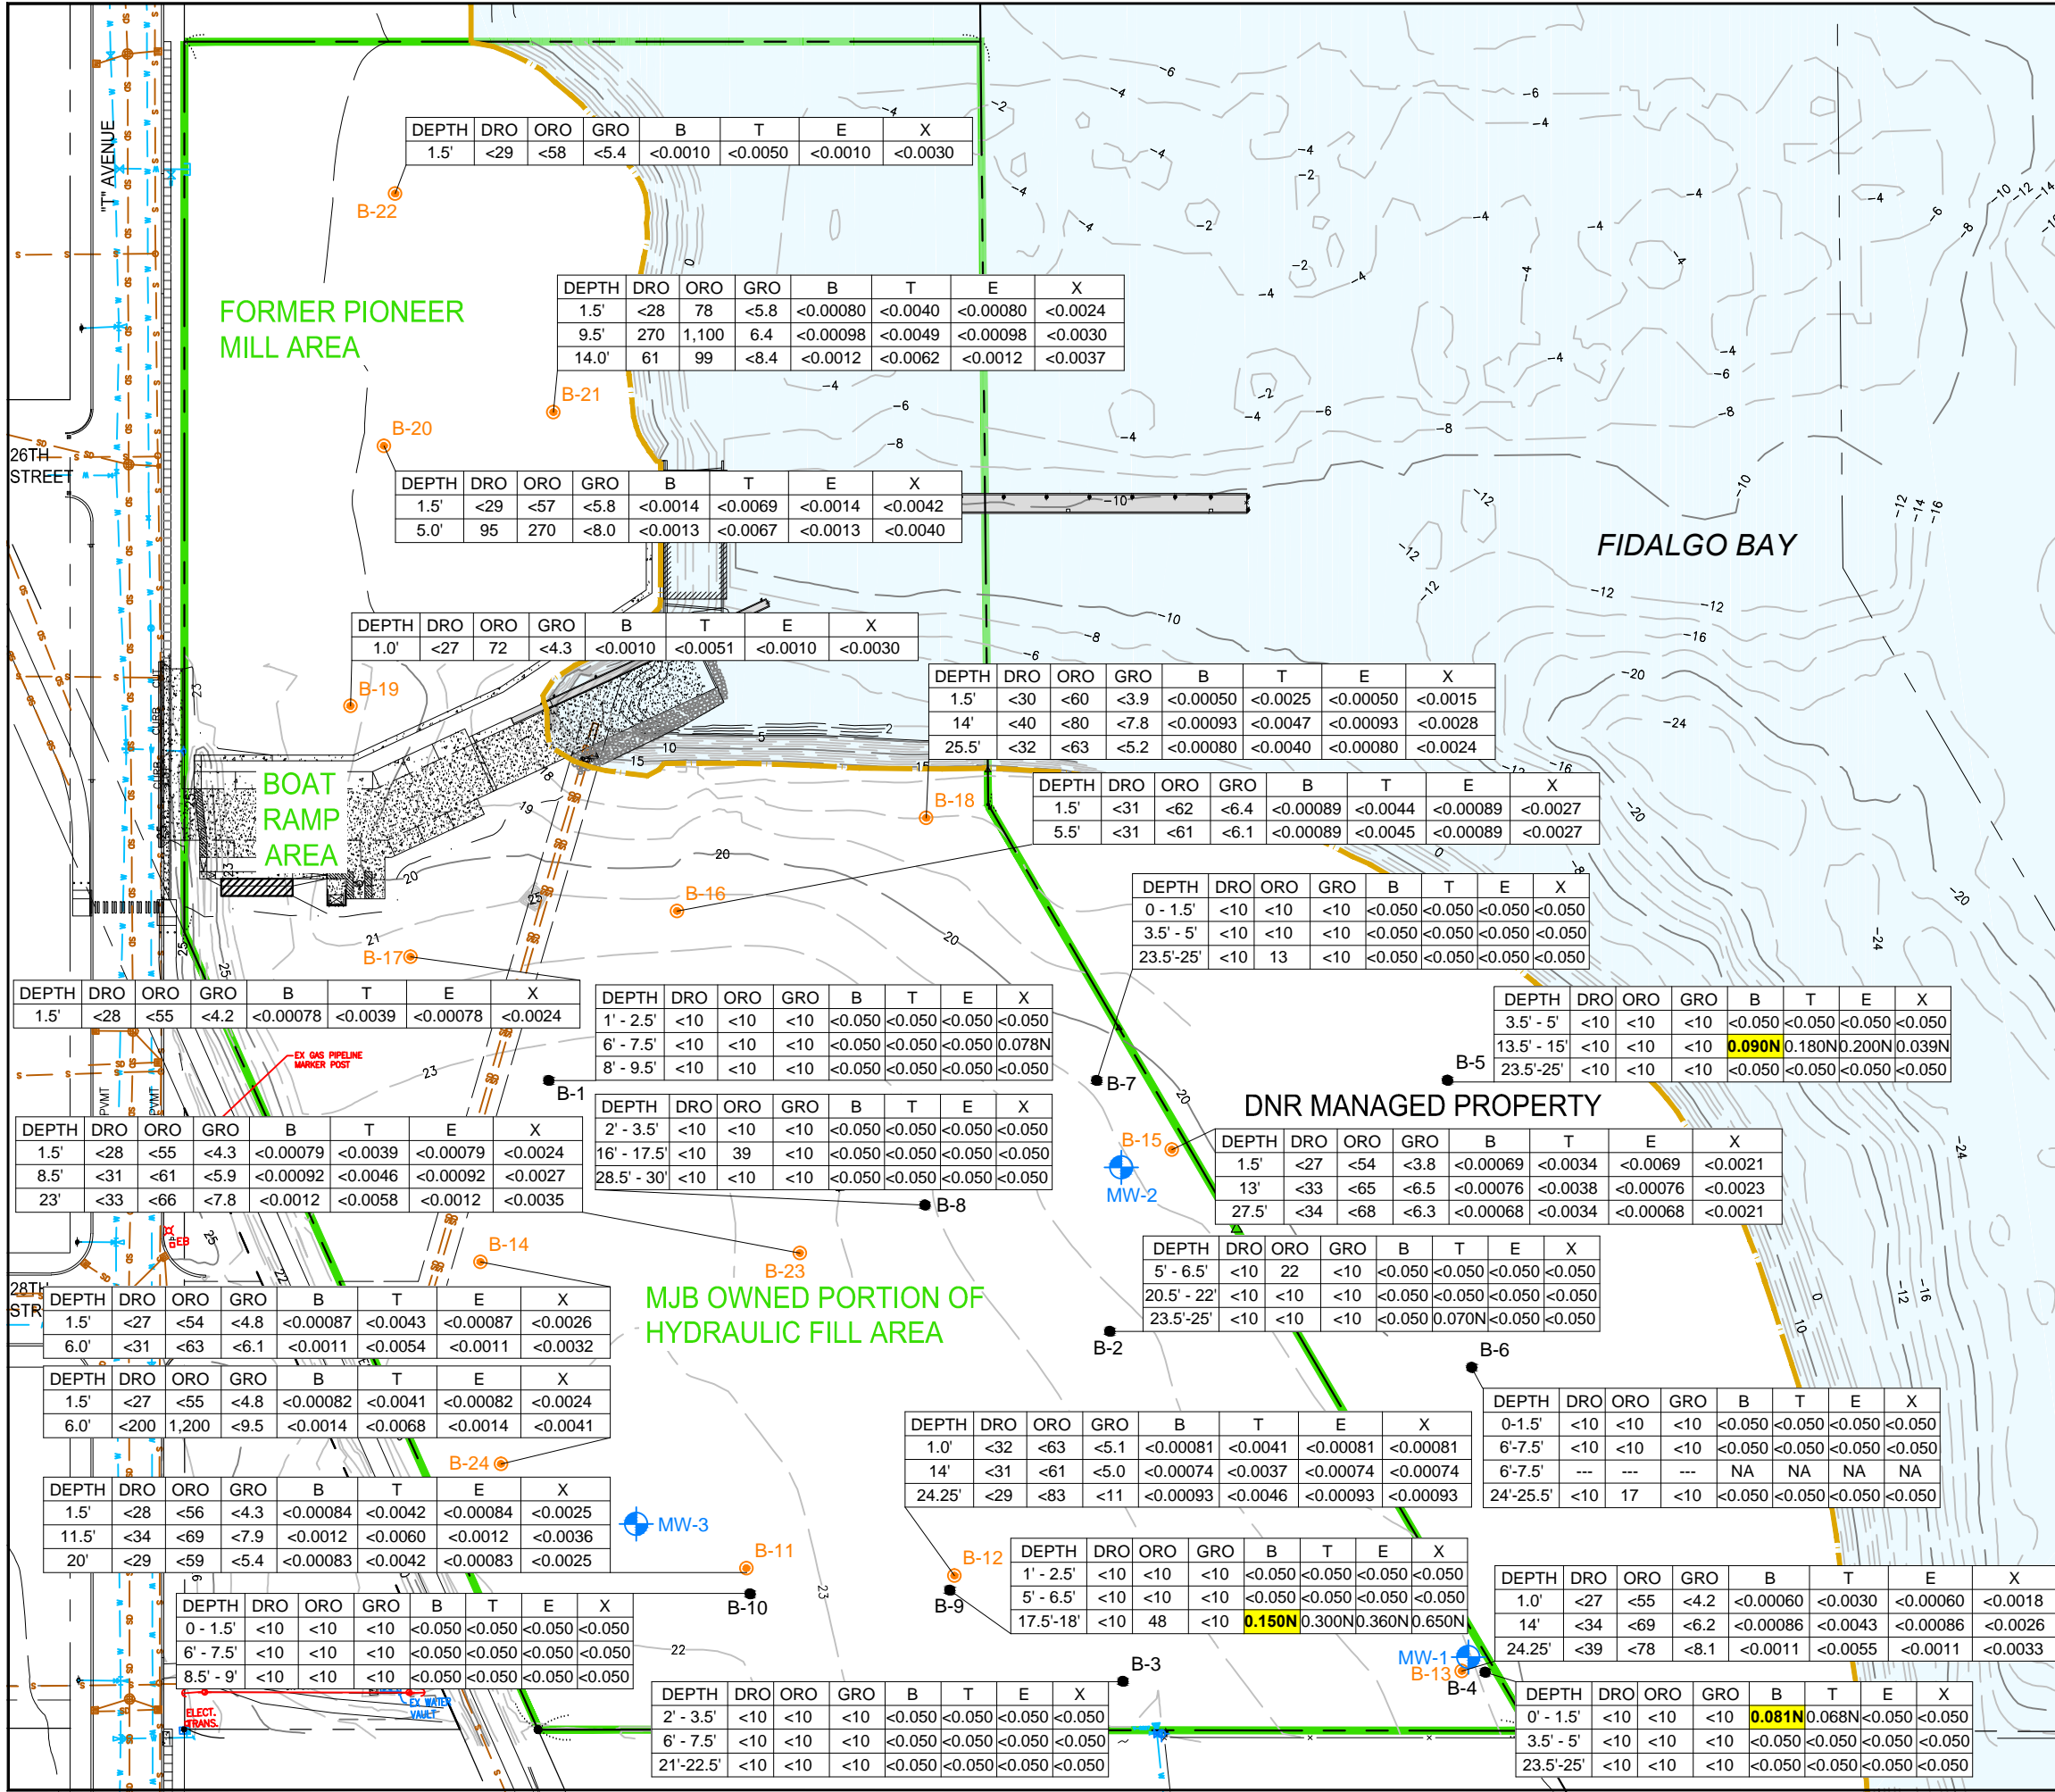 "T" AVENUE
DEPTH DRO ORO GRO B T E X
1.5' <29 <58 <5.4 <0.0010 <0.0050 <0.0010 <0.0030
B-22
FORMER PIONEER
MILL AREA
DEPTH DRO ORO GRO B T E X
1.5' <28 78 <5.8 <0.00080 <0.0040 <0.00080 <0.0024
9.5' 270 1,100 6.4 <0.00098 <0.0049 <0.00098 <0.0030
14.0' 61 99 <8.4 <0.0012 <0.0062 <0.0012 <0.0037
B-21
B-20
26TH
STREET
DEPTH DRO ORO GRO B T E X
1.5' <29 <57 <5.8 <0.0014 <0.0069 <0.0014 <0.0042
5.0' 95 270 <8.0 <0.0013 <0.0067 <0.0013 <0.0040
FIDALGO BAY
DEPTH DRO ORO GRO B T E X
1.0' <27 72 <4.3 <0.0010 <0.0051 <0.0010 <0.0030
B-19
DEPTH DRO ORO GRO B T E X
1.5' <30 <60 <3.9 <0.00050 <0.0025 <0.00050 <0.0015
14' <40 <80 <7.8 <0.00093 <0.0047 <0.00093 <0.0028
25.5' <32 <63 <5.2 <0.00080 <0.0040 <0.00080 <0.0024
BOAT
RAMP
AREA
B-18
DEPTH DRO ORO GRO B T E X
1.5' <31 <62 <6.4 <0.00089 <0.0044 <0.00089 <0.0027
5.5' <31 <61 <6.1 <0.00089 <0.0045 <0.00089 <0.0027
B-16
DEPTH DRO ORO GRO B T E X
0 - 1.5' <10 <10 <10 <0.050 <0.050 <0.050 <0.050
3.5' - 5' <10 <10 <10 <0.050 <0.050 <0.050 <0.050
23.5'-25' <10 13 <10 <0.050 <0.050 <0.050 <0.050
B-17
DEPTH DRO ORO GRO B T E X
1.5' <28 <55 <4.2 <0.00078 <0.0039 <0.00078 <0.0024
DEPTH DRO ORO GRO B T E X
1' - 2.5' <10 <10 <10 <0.050 <0.050 <0.050 <0.050
6' - 7.5' <10 <10 <10 <0.050 <0.050 <0.050 0.078N
8' - 9.5' <10 <10 <10 <0.050 <0.050 <0.050 <0.050
DEPTH DRO ORO GRO B T E X
3.5' - 5' <10 <10 <10 <0.050 <0.050 <0.050 <0.050
13.5' - 15' <10 <10 <10 0.090N 0.180N 0.200N 0.039N
23.5'-25' <10 <10 <10 <0.050 <0.050 <0.050 <0.050
EX GAS PIPELINE
MARKER POST
B-1
B-7
B-5
PVMT
PVMT
DNR MANAGED PROPERTY
DEPTH DRO ORO GRO B T E X
2' - 3.5' <10 <10 <10 <0.050 <0.050 <0.050 <0.050
16' - 17.5' <10 39 <10 <0.050 <0.050 <0.050 <0.050
28.5' - 30' <10 <10 <10 <0.050 <0.050 <0.050 <0.050
DEPTH DRO ORO GRO B T E X
1.5' <28 <55 <4.3 <0.00079 <0.0039 <0.00079 <0.0024
8.5' <31 <61 <5.9 <0.00092 <0.0046 <0.00092 <0.0027
23' <33 <66 <7.8 <0.0012 <0.0058 <0.0012 <0.0035
B-15
MW-2
DEPTH DRO ORO GRO B T E X
1.5' <27 <54 <3.8 <0.00069 <0.0034 <0.0069 <0.0021
13' <33 <65 <6.5 <0.00076 <0.0038 <0.00076 <0.0023
27.5' <34 <68 <6.3 <0.00068 <0.0034 <0.00068 <0.0021
B-8
EB
B-14
B-23
28TH
STR
DEPTH DRO ORO GRO B T E X
5' - 6.5' <10 22 <10 <0.050 <0.050 <0.050 <0.050
20.5' - 22' <10 <10 <10 <0.050 <0.050 <0.050 <0.050
23.5'-25' <10 <10 <10 <0.050 0.070N <0.050 <0.050
MJB OWNED PORTION OF
HYDRAULIC FILL AREA
DEPTH DRO ORO GRO B T E X
1.5' <27 <54 <4.8 <0.00087 <0.0043 <0.00087 <0.0026
6.0' <31 <63 <6.1 <0.0011 <0.0054 <0.0011 <0.0032
B-2
B-6
DEPTH DRO ORO GRO B T E X
1.5' <27 <55 <4.8 <0.00082 <0.0041 <0.00082 <0.0024
6.0' <200 1,200 <9.5 <0.0014 <0.0068 <0.0014 <0.0041
B-24
DEPTH DRO ORO GRO B T E X
0-1.5' <10 <10 <10 <0.050 <0.050 <0.050 <0.050
6'-7.5' <10 <10 <10 <0.050 <0.050 <0.050 <0.050
6'-7.5' --- --- --- NA NA NA NA
24'-25.5' <10 17 <10 <0.050 <0.050 <0.050 <0.050
DEPTH DRO ORO GRO B T E X
1.0' <32 <63 <5.1 <0.00081 <0.0041 <0.00081 <0.00081
14' <31 <61 <5.0 <0.00074 <0.0037 <0.00074 <0.00074
24.25' <29 <83 <11 <0.00093 <0.0046 <0.00093 <0.00093
DEPTH DRO ORO GRO B T E X
1.5' <28 <56 <4.3 <0.00084 <0.0042 <0.00084 <0.0025
11.5' <34 <69 <7.9 <0.0012 <0.0060 <0.0012 <0.0036
20' <29 <59 <5.4 <0.00083 <0.0042 <0.00083 <0.0025
MW-3
B-11
B-12
B-10
B-9
DEPTH DRO ORO GRO B T E X
1' - 2.5' <10 <10 <10 <0.050 <0.050 <0.050 <0.050
5' - 6.5' <10 <10 <10 <0.050 <0.050 <0.050 <0.050
17.5'-18' <10 48 <10 0.150N 0.300N 0.360N 0.650N
DEPTH DRO ORO GRO B T E X
1.0' <27 <55 <4.2 <0.00060 <0.0030 <0.00060 <0.0018
14' <34 <69 <6.2 <0.00086 <0.0043 <0.00086 <0.0026
24.25' <39 <78 <8.1 <0.0011 <0.0055 <0.0011 <0.0033
DEPTH DRO ORO GRO B T E X
0 - 1.5' <10 <10 <10 <0.050 <0.050 <0.050 <0.050
6' - 7.5' <10 <10 <10 <0.050 <0.050 <0.050 <0.050
8.5' - 9' <10 <10 <10 <0.050 <0.050 <0.050 <0.050
MW-1
B-13
B-4
B-3
EX WATER
VAULT
ELECT.
TRANS.
DEPTH DRO ORO GRO B T E X
2' - 3.5' <10 <10 <10 <0.050 <0.050 <0.050 <0.050
6' - 7.5' <10 <10 <10 <0.050 <0.050 <0.050 <0.050
21'-22.5' <10 <10 <10 <0.050 <0.050 <0.050 <0.050
DEPTH DRO ORO GRO B T E X
0' - 1.5' <10 <10 <10 0.081N 0.068N <0.050 <0.050
3.5' - 5' <10 <10 <10 <0.050 <0.050 <0.050 <0.050
23.5'-25' <10 <10 <10 <0.050 <0.050 <0.050 <0.050